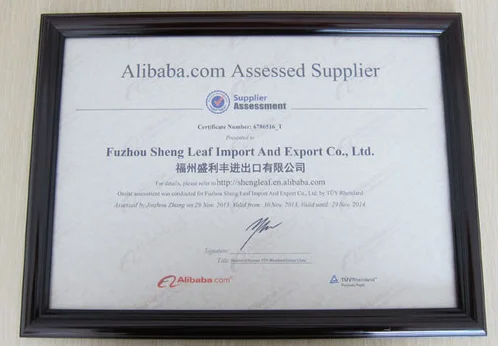 Alibaba.com Assessed Supplier
Supplier
Assessment
Certificate Number: 6786516_T
Presented to
Fuzhou Sheng Leaf Import And Export Co., Ltd.
福州盛利丰进出口有限公司
For details, please refer to http://shengleaf.en.alibaba.com
Onsite assessment was conducted for Fuzhou Sheng Leaf Import And Export Co., Ltd. by TÜV Rheinland
Assessed by Jinzhou Zhang on 29 Nov. 2013, Valid from: 30 Nov. 2013, Valid until: 29 Nov. 2014.
Signature:
Title:
Alibaba.com
TÜVRheinland
Precisely Right.